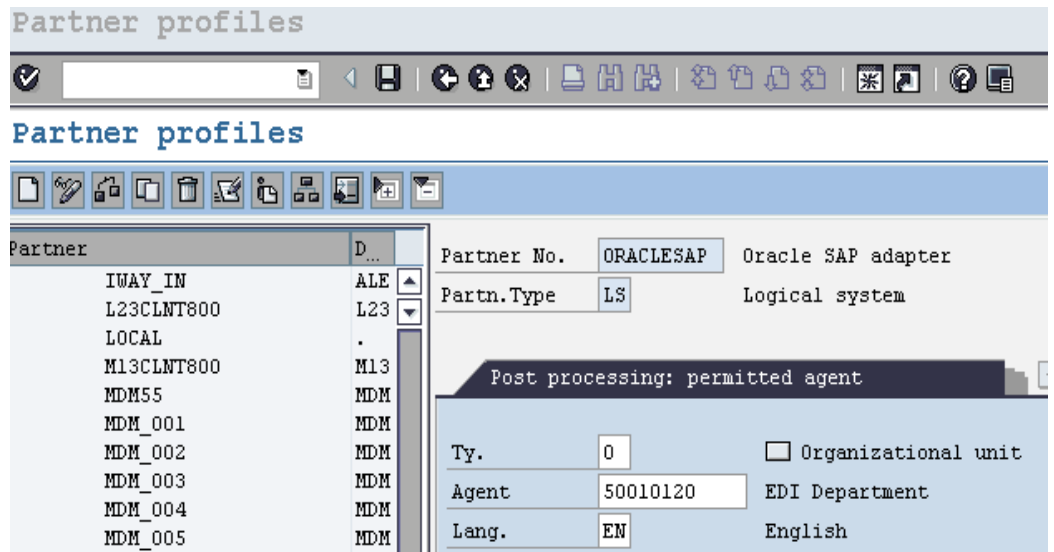 Partner profiles
Partner profiles
Partner D...
IWAY_IN ALE
L23CLNT800 L23
LOCAL .
M13CLNT800 M13
MDM55 MDM
MDM_001 MDM
MDM_002 MDM
MDM_003 MDM
MDM_004 MDM
MDM_005 MDM
Partner No. ORACLESAP Oracle SAP adapter
Partn.Type LS Logical system
Post processing: permitted agent
Ty. O Organizational unit
Agent 50010120 EDI Department
Lang. EN English